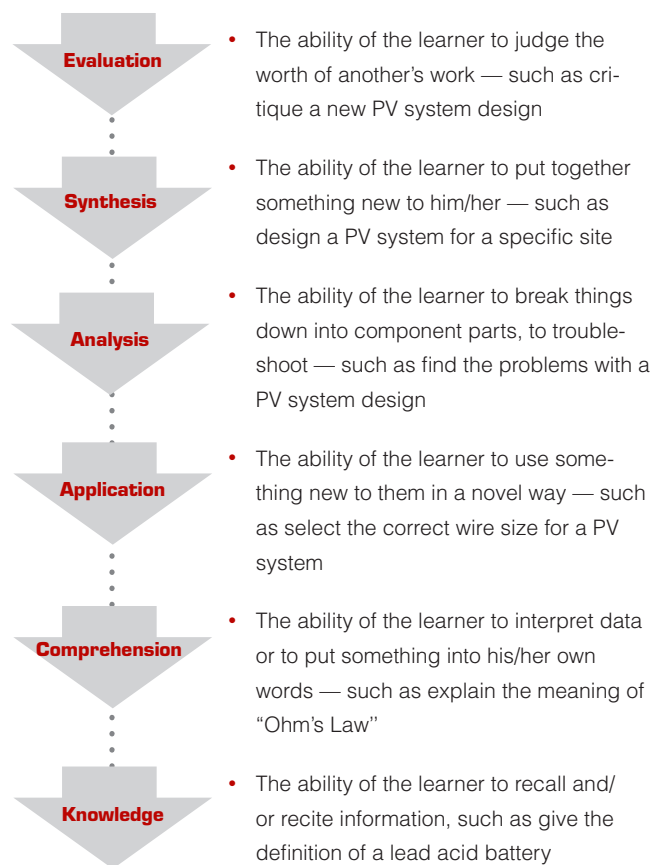 Evaluation
• The ability of the learner to judge the
worth of another's work — such as cri-
tique a new PV system design
Synthesis
• The ability of the learner to put together
something new to him/her — such as
design a PV system for a specific site
Analysis
• The ability of the learner to break things
down into component parts, to trouble-
shoot — such as find the problems with a
PV system design
Application
• The ability of the learner to use some-
thing new to them in a novel way — such
as select the correct wire size for a PV
system
Comprehension
• The ability of the learner to interpret data
or to put something into his/her own
words — such as explain the meaning of
“Ohm’s Law’’
Knowledge
• The ability of the learner to recall and/
or recite information, such as give the
definition of a lead acid battery